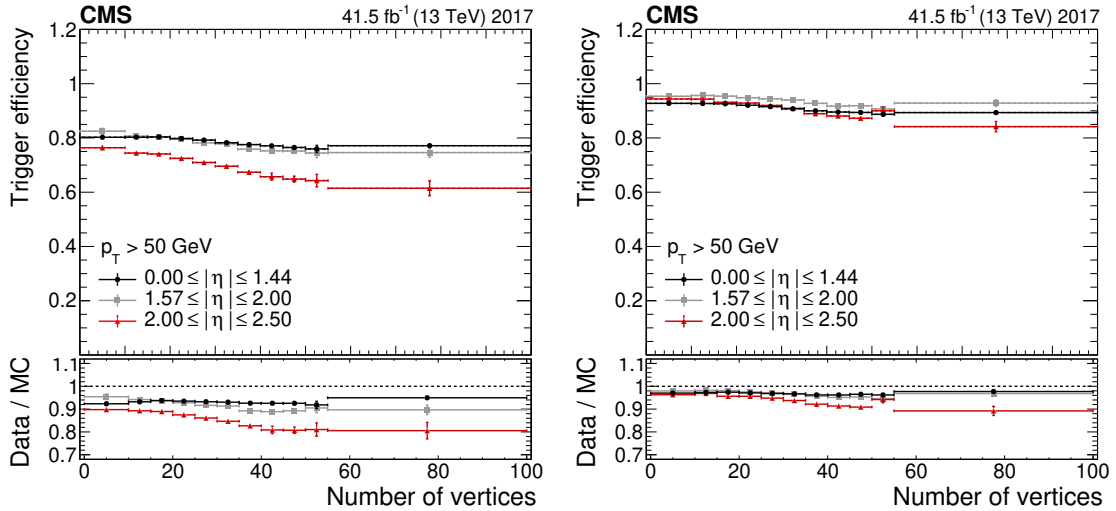 CMS 41.5 fb⁻¹ (13 TeV) 2017
Trigger efficiency
1.2
1
0.8
0.6
0.4
0.2
p_T > 50 GeV
0.00 ≤ | η | ≤ 1.44
1.57 ≤ | η | ≤ 2.00
2.00 ≤ | η | ≤ 2.50
Data / MC
1.1
1
0.9
0.8
0.7
0 20 40 60 80 100
Number of vertices
CMS 41.5 fb⁻¹ (13 TeV) 2017
Trigger efficiency
1.2
1
0.8
0.6
0.4
0.2
p_T > 50 GeV
0.00 ≤ | η | ≤ 1.44
1.57 ≤ | η | ≤ 2.00
2.00 ≤ | η | ≤ 2.50
Data / MC
1.1
1
0.9
0.8
0.7
0 20 40 60 80 100
Number of vertices